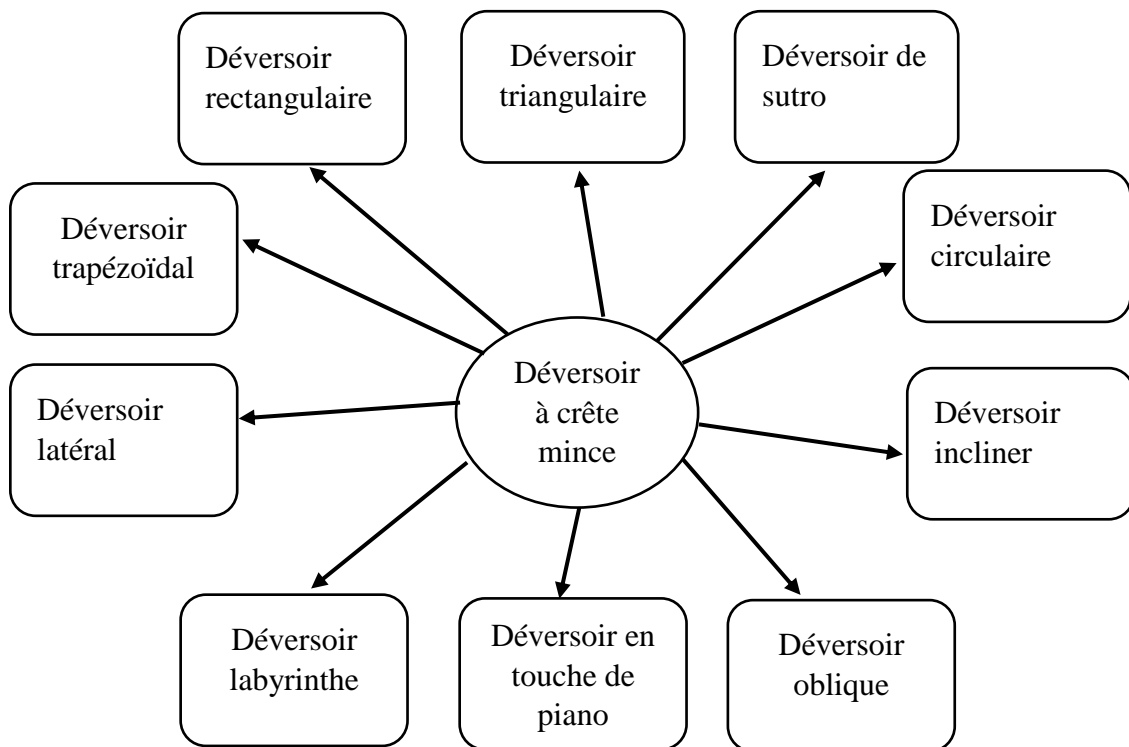 Déversoir
rectangulaire
Déversoir
triangulaire
Déversoir de
sutro
Déversoir
trapézoïdal
Déversoir
circulaire
Déversoir
à crête
mince
Déversoir
latéral
Déversoir
incliner
Déversoir
labyrinthe
Déversoir en
touche de
piano
Déversoir
oblique